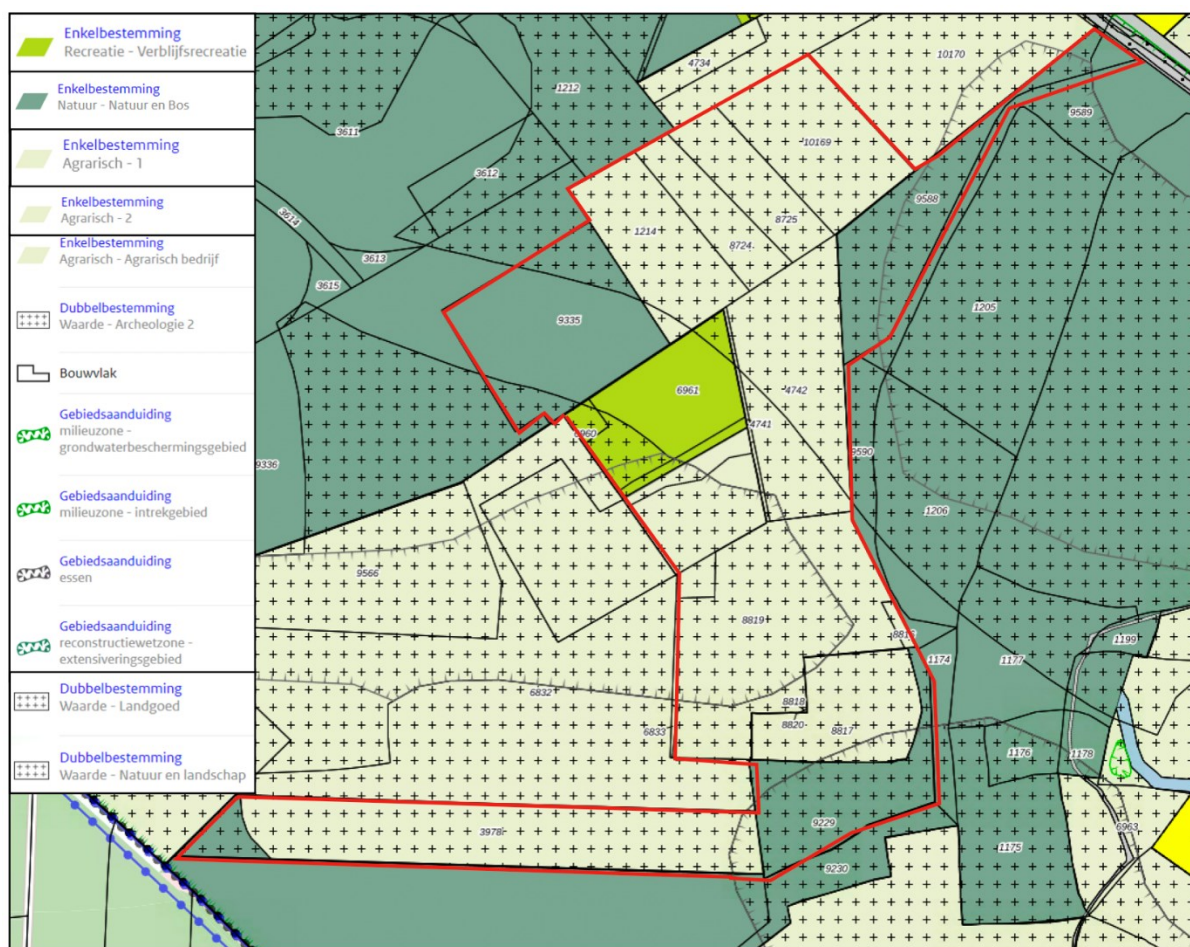 Enkelbestemming
Recreatie - Verblijfsrecreatie
Enkelbestemming
Natuur - Natuur en Bos
Enkelbestemming
Agrarisch - 1
Enkelbestemming
Agrarisch - 2
Enkelbestemming
Agrarisch - Agrarisch bedrijf
Dubbelbestemming
Waarde - Archeologie 2
Bouwvlak
Gebiedsaanduiding
milieuzone -
grondwaterbeschermingsgebied
Gebiedsaanduiding
milieuzone - intrekgebied
Gebiedsaanduiding
essen
Gebiedsaanduiding
reconstructiewetzone -
extensiveringsgebied
Dubbelbestemming
Waarde - Landgoed
Dubbelbestemming
Waarde - Natuur en landschap
4734
10170
1212
3611
9589
10169
3612
9588
3614
8725
1214
8724
3613
3615
1205
9335
6961
4742
4741
6960
9590
9336
1206
9566
8819
8816
1199
1174
1177
6832
8818
8820
8817
6833
1176
1178
3978
9229
6963
1175
9230